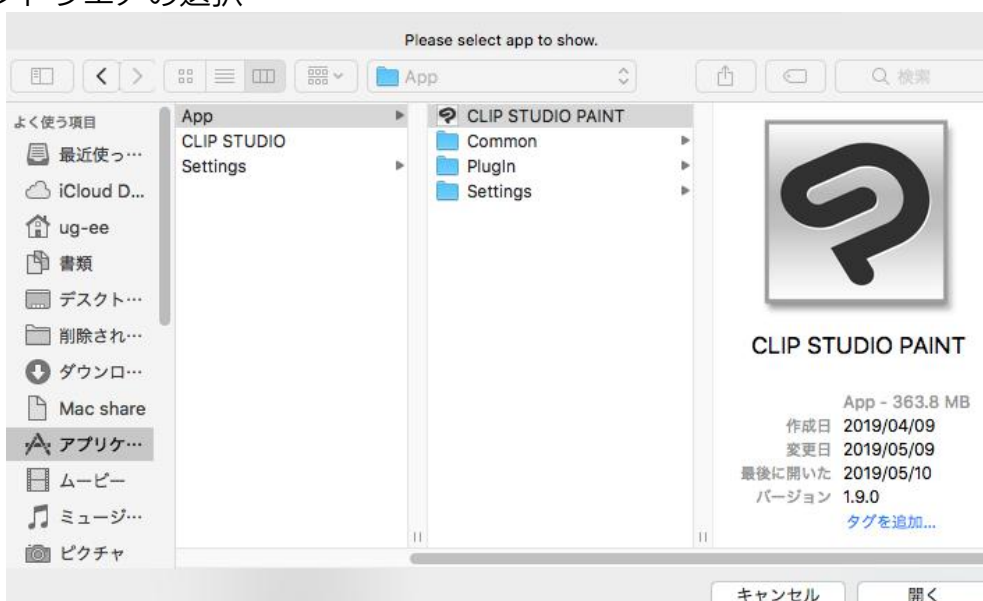 の選択
Please select app to show.
App
検索
よく使う項目
最近使っ…
iCloud D...
ug-ee
書類
デスクト…
削除され…
ダウンロ…
Mac share
アプリケ…
ムービー
ミュージ…
ピクチャ
App
CLIP STUDIO
Settings
CLIP STUDIO PAINT
Common
PlugIn
Settings
CLIP STUDIO PAINT
App - 363.8 MB
作成日 2019/04/09
変更日 2019/05/09
最後に開いた 2019/05/10
バージョン 1.9.0
タグを追加...
キャンセル
開く